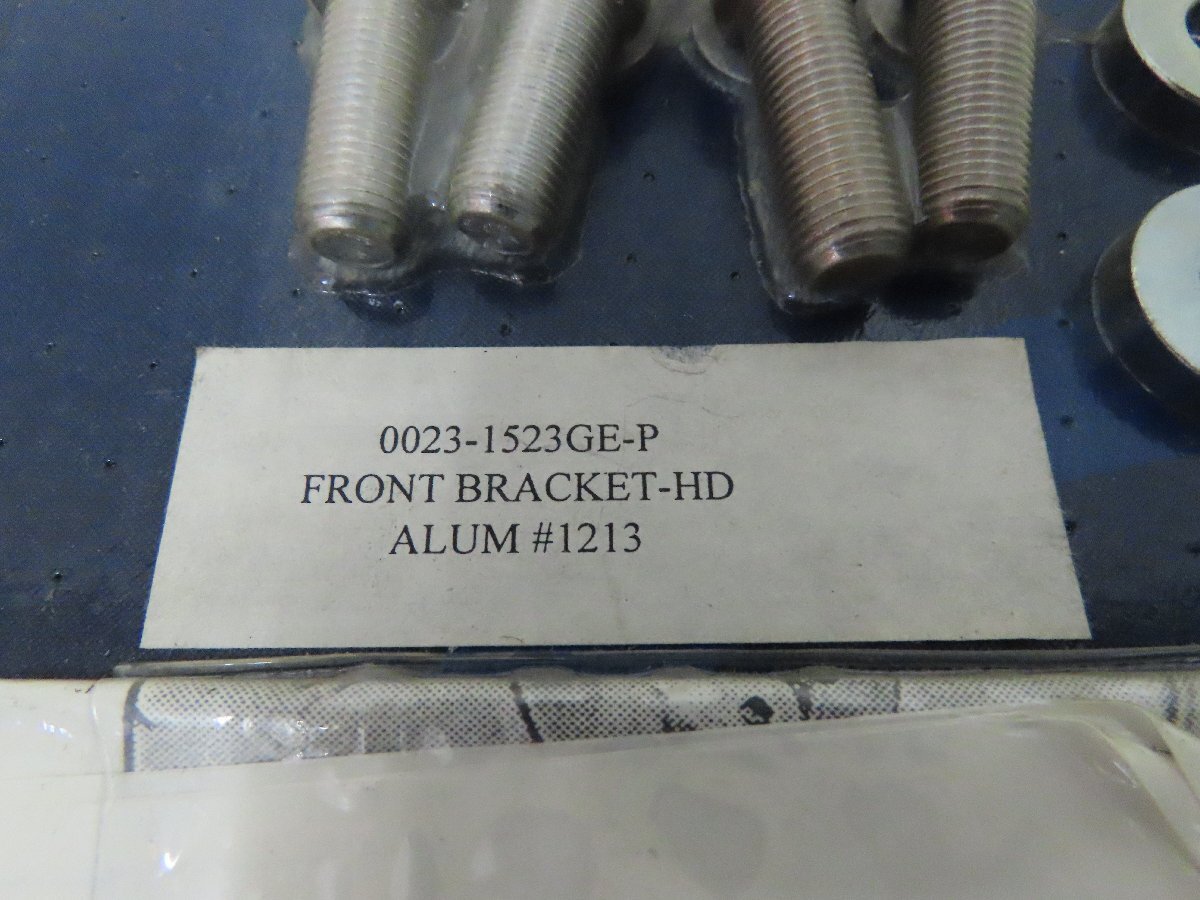 0023-1523GE-P
FRONT BRACKET-HD
ALUM #1213